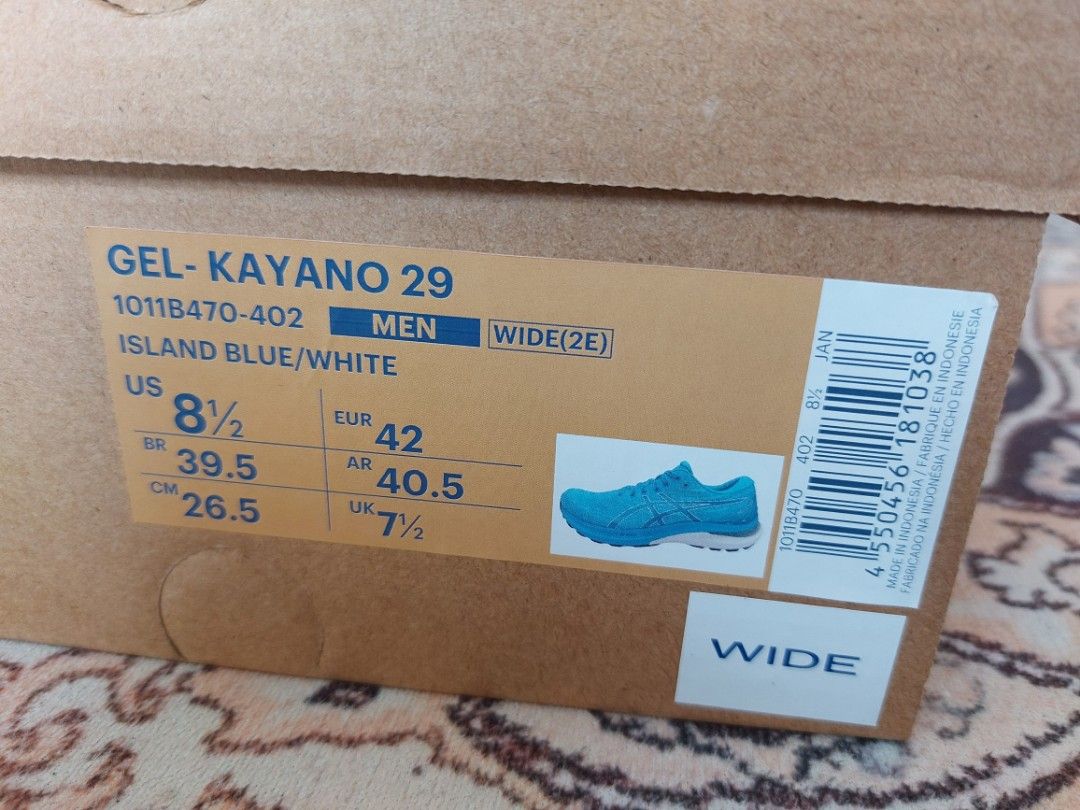 GEL- KAYANO 29
1011B470-402 MEN WIDE(2E)
ISLAND BLUE/WHITE
US 8½ EUR 42
BR 39.5 AR 40.5
CM 26.5 UK 7½
1011B470 402 8½ JAN
4 550456 181038
MADE IN INDONESIA / FABRIQUE EN INDONESIE
FABRICADO NA INDONÉSIA / HECHO EN INDONESIA
WIDE